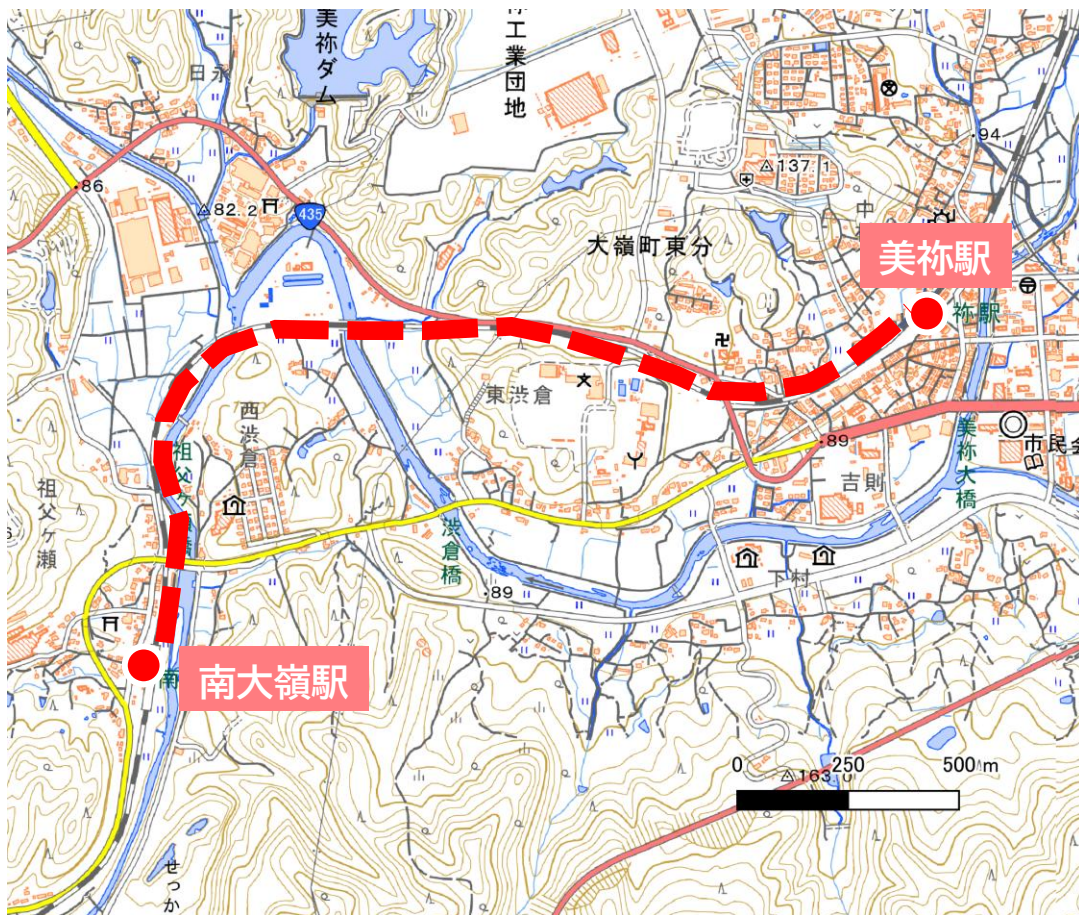 美祢ダム
祢工業団地
日永
94
86
137.1
82.2
435
中
大嶺町東分
美祢駅
祢駅
東渋倉
西渋倉
祖父ヶ瀬
89
市民会
美祢大橋
吉則
渋倉橋
下村
89
南
南大嶺駅
0 250 500m
163.
せっか